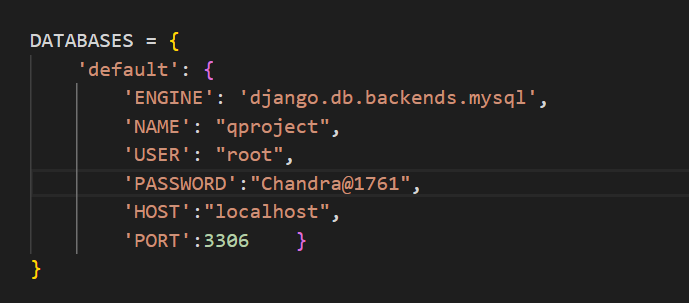 DATABASES = {
'default': {
'ENGINE': 'django.db.backends.mysql',
'NAME': "qproject",
'USER': "root",
'PASSWORD':"Chandra@1761",
'HOST':"localhost",
'PORT':3306    }
}